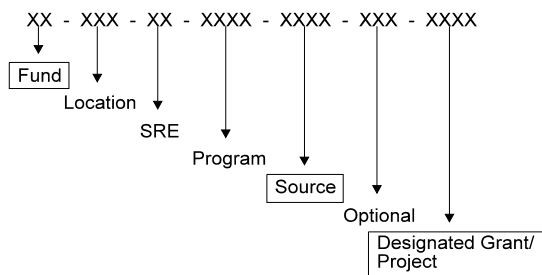 XX - XXX - XX - XXXX - XXXX - XXX - XXXX
Fund
Location
SRE
Program
Source
Optional
Designated Grant/
Project